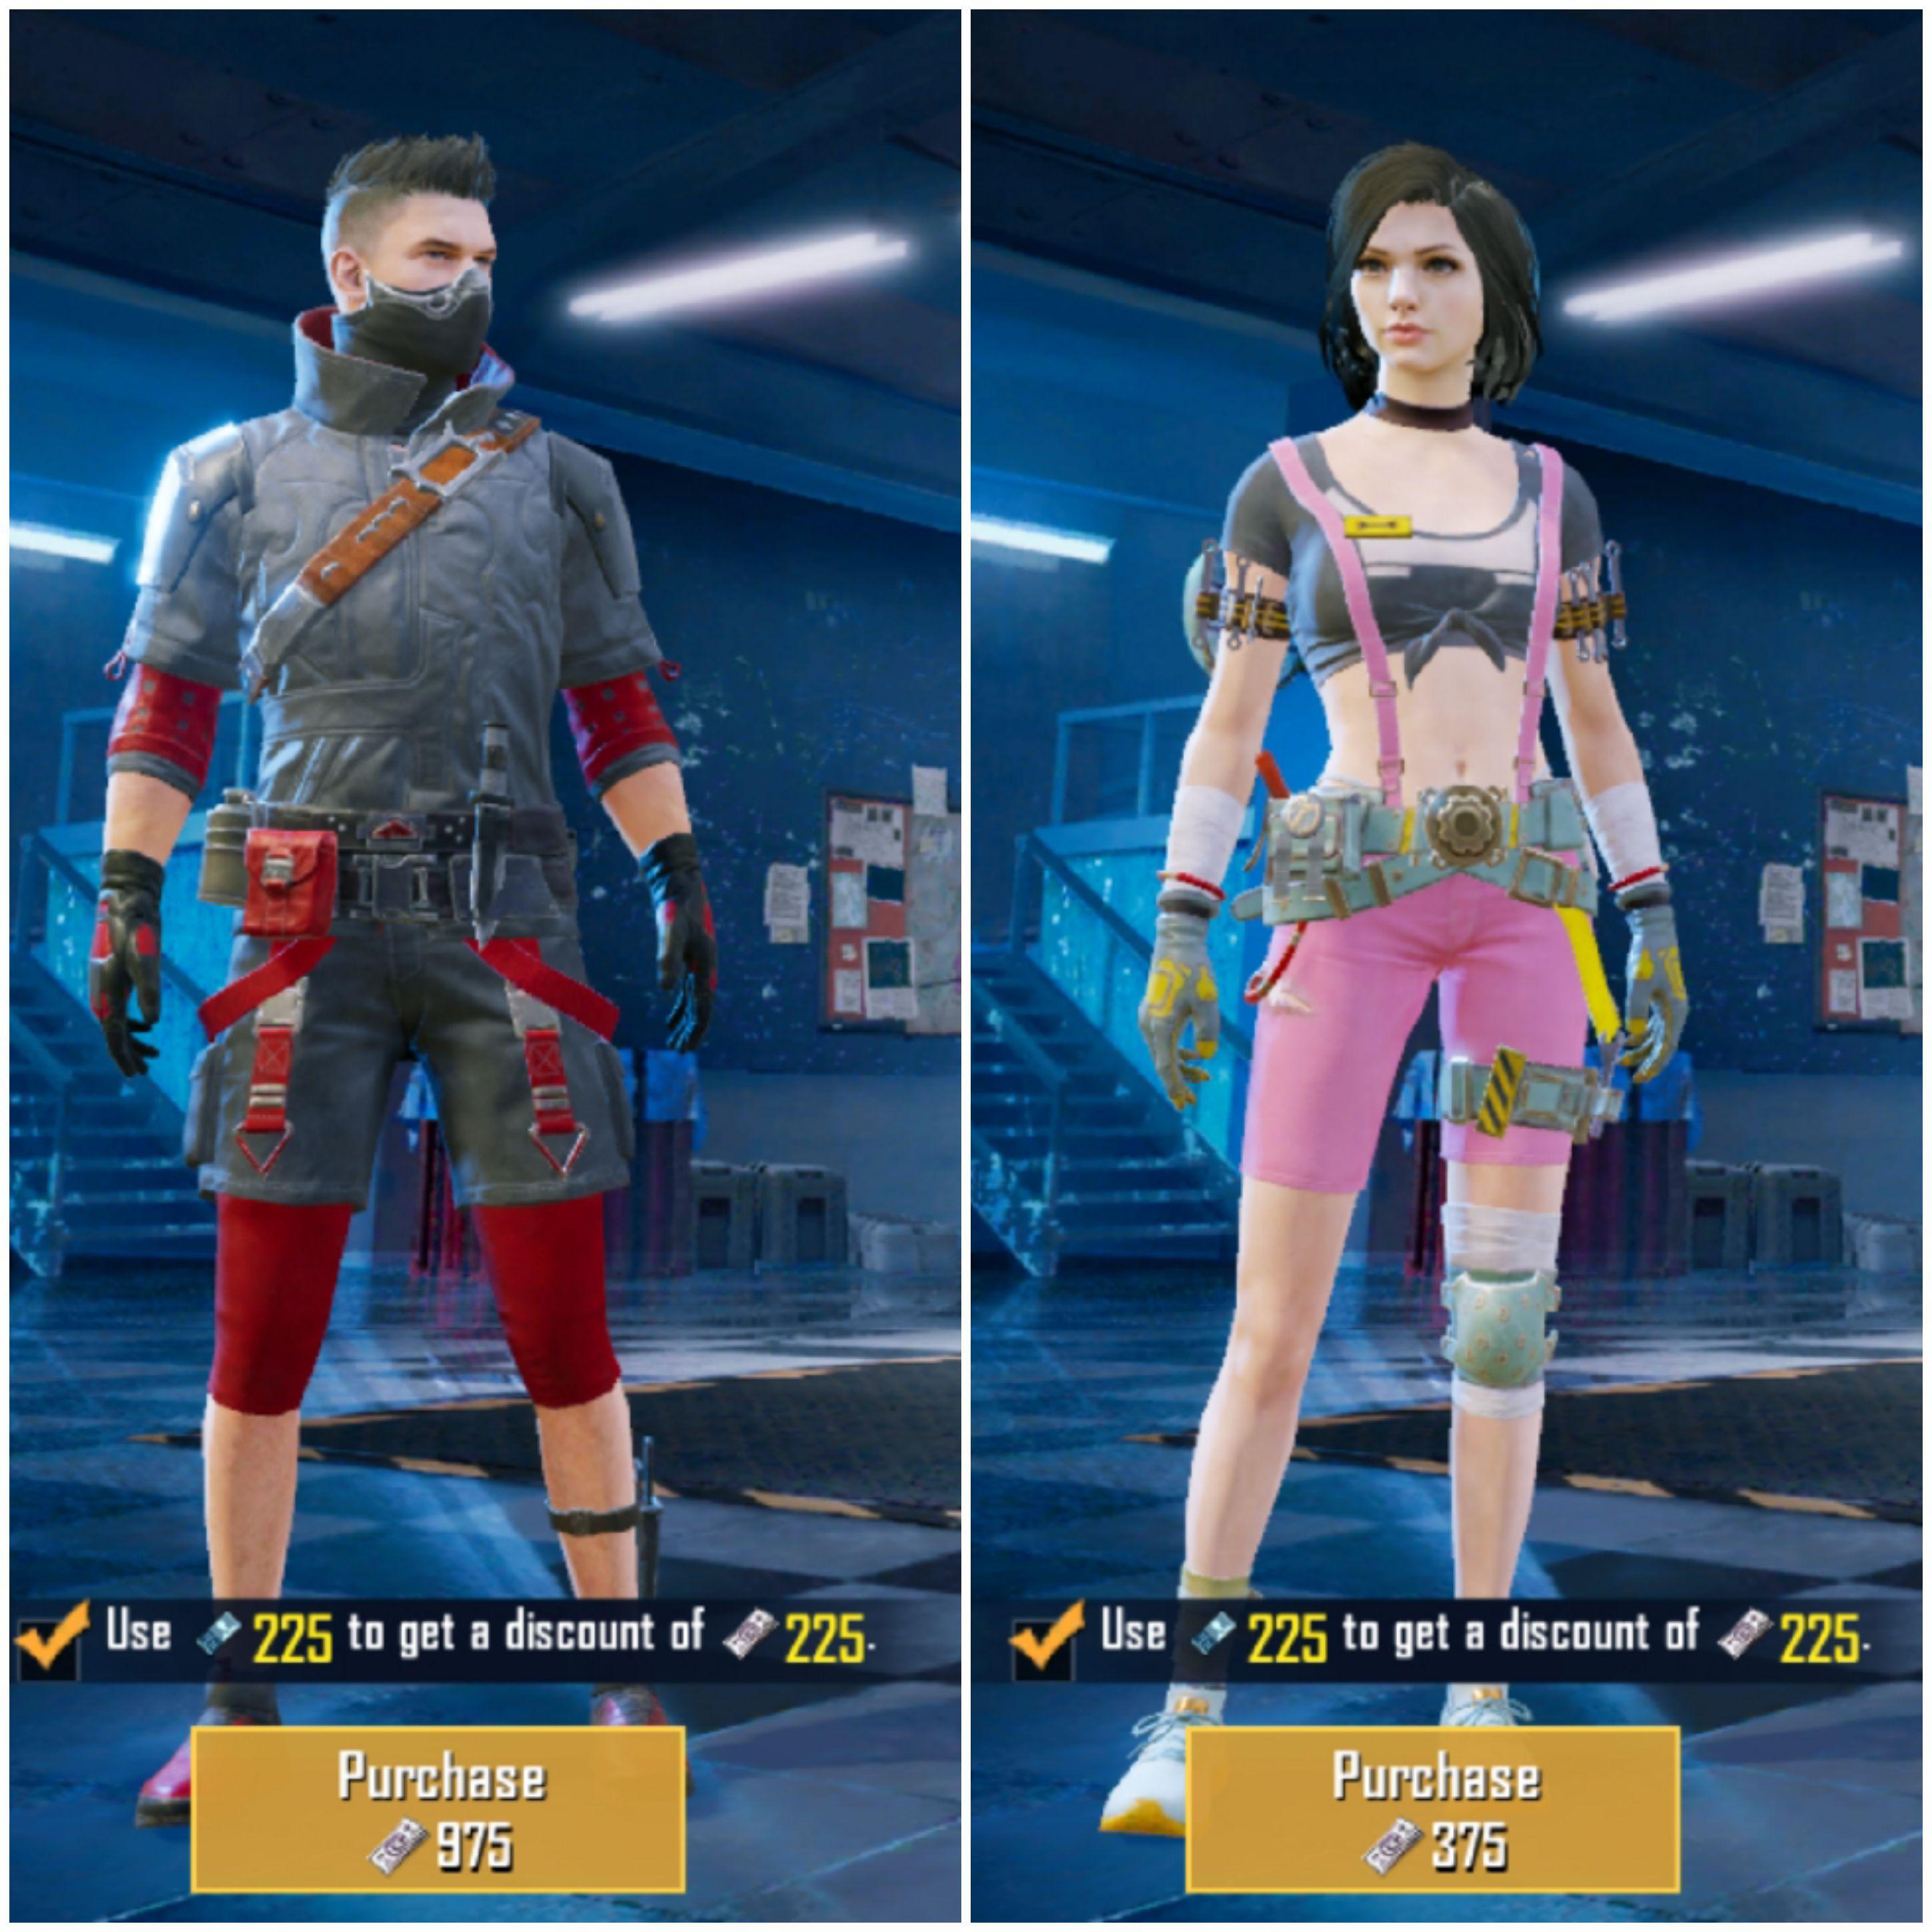 Use 225 to get a discount of 225.
Purchase
975
Use 225 to get a discount of 225.
Purchase
375